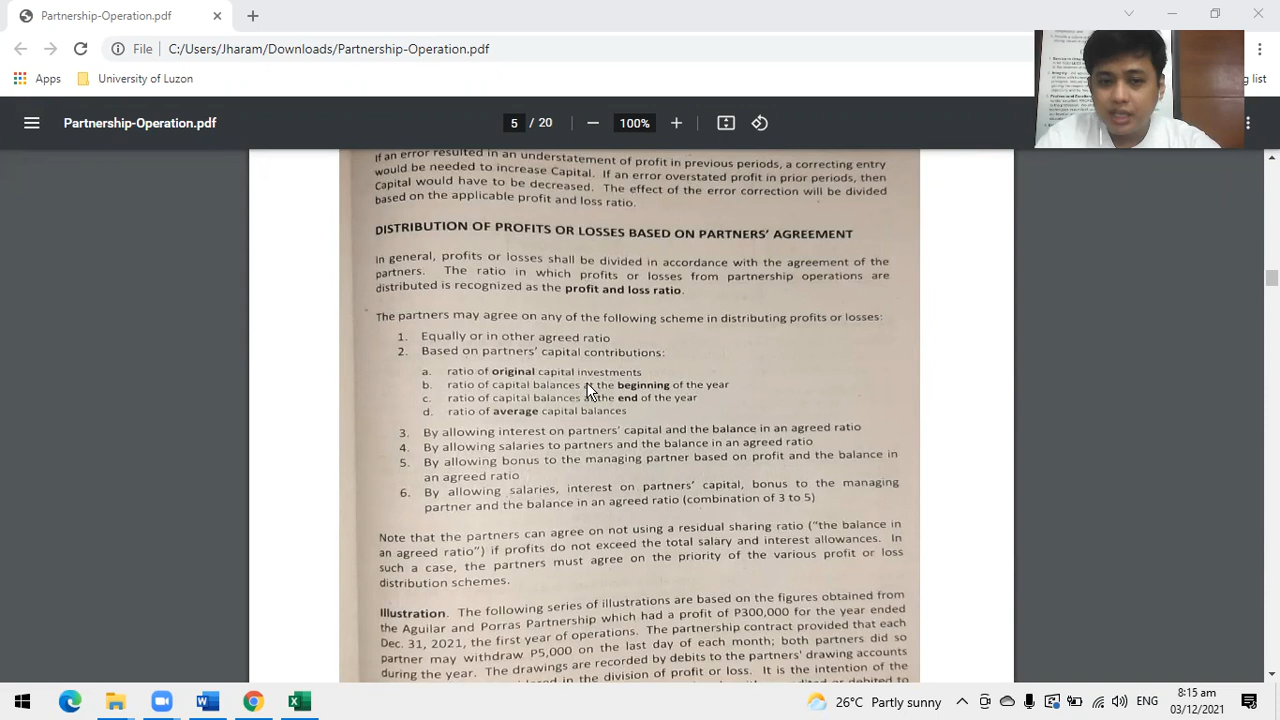 Partnership-Operation.pdf
File C:/Users/Jharam/Downloads/Partnership-Operation.pdf
Apps University of Luzon
ng list
Partnership-Operation.pdf 5 / 20 100%
If an error resulted in an understatement of profit in previous periods, a correcting entry
would be needed to increase Capital. If an error overstated profit in prior periods, then
Capital would have to be decreased. The effect of the error correction will be divided
based on the applicable profit and loss ratio.
DISTRIBUTION OF PROFITS OR LOSSES BASED ON PARTNERS' AGREEMENT
In general, profits or losses shall be divided in accordance with the agreement of the
partners. The ratio in which profits or losses from partnership operations are
distributed is recognized as the profit and loss ratio.
The partners may agree on any of the following scheme in distributing profits or losses:
1. Equally or in other agreed ratio
2. Based on partners' capital contributions:
a. ratio of original capital investments
b. ratio of capital balances at the beginning of the year
c. ratio of capital balances at the end of the year
d. ratio of average capital balances
3. By allowing interest on partners' capital and the balance in an agreed ratio
4. By allowing salaries to partners and the balance in an agreed ratio
5. By allowing bonus to the managing partner based on profit and the balance in
an agreed ratio
6. By allowing salaries, interest on partners' capital, bonus to the managing
partner and the balance in an agreed ratio (combination of 3 to 5)
Note that the partners can agree on not using a residual sharing ratio ("the balance in
an agreed ratio") if profits do not exceed the total salary and interest allowances. In
such a case, the partners must agree on the priority of the various profit or loss
distribution schemes.
Illustration. The following series of illustrations are based on the figures obtained from
the Aguilar and Porras Partnership which had a profit of P300,000 for the year ended
Dec. 31, 2021, the first year of operations. The partnership contract provided that each
partner may withdraw P5,000 on the last day of each month; both partners did so
during the year. The drawings are recorded by debits to the partners' drawing accounts
in the division of profit or loss. It is the intention of the
26°C Partly sunny ENG 8:15 am
03/12/2021